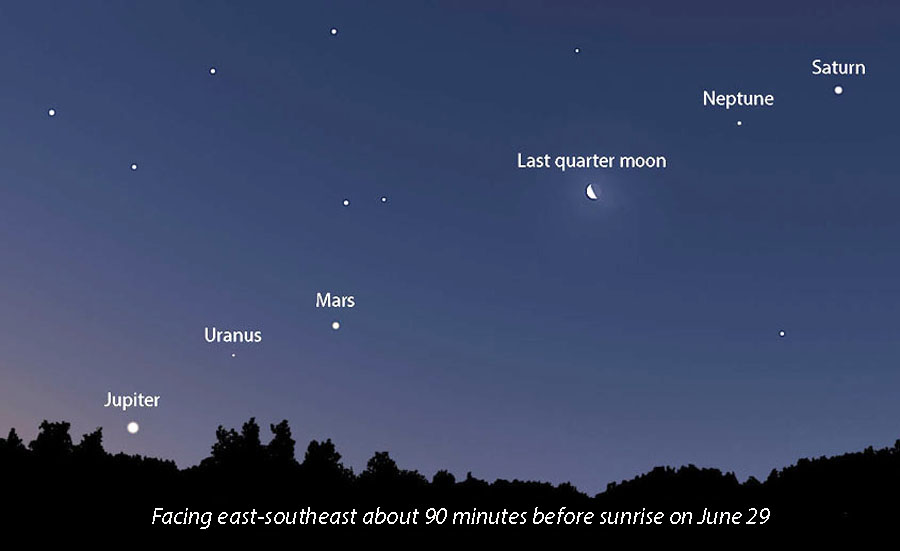 Saturn
Neptune
Last quarter moon
Mars
Uranus
Jupiter
Facing east-southeast about 90 minutes before sunrise on June 29